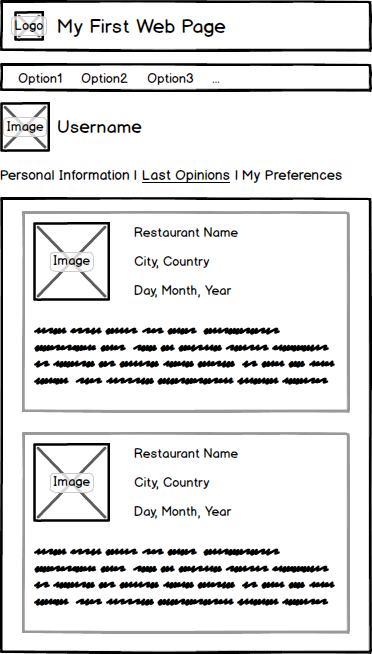 Logo My First Web Page
Option1 Option2 Option3 ...
Image Username
Personal Information | Last Opinions | My Preferences
Restaurant Name
Image City, Country
Day, Month, Year
Restaurant Name
Image City, Country
Day, Month, Year